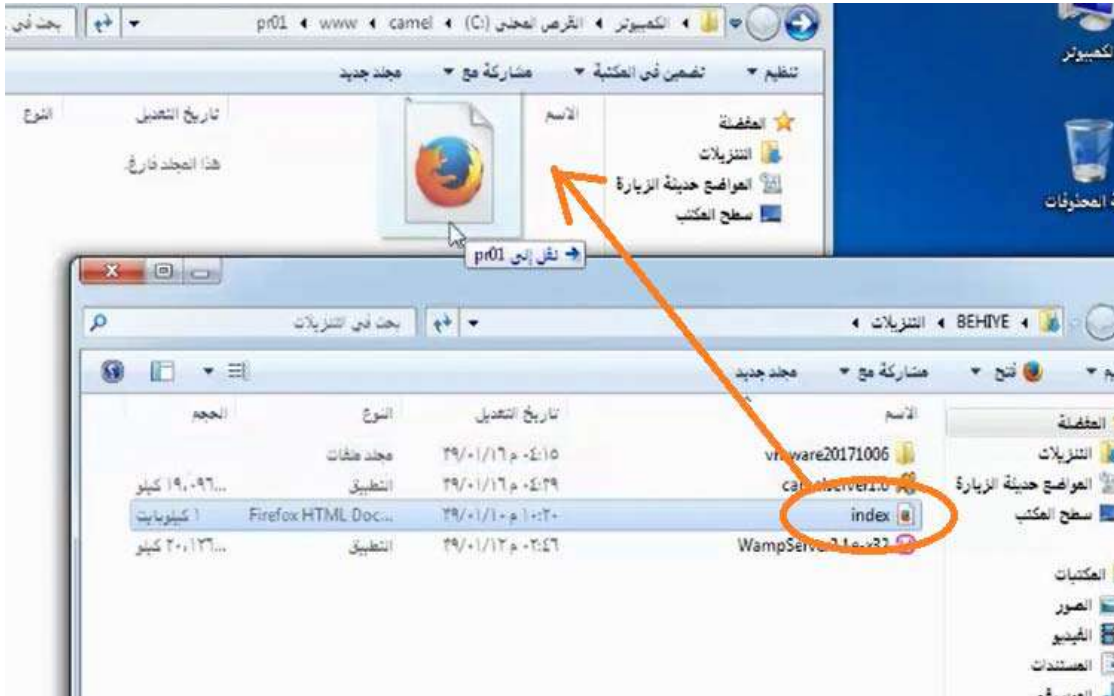 الكمبيوتر ◂ القرص المحلي (C:) ◂ camel ◂ www ◂ pr01
بحث في
تنظيم
تضمين في المكتبة
مشاركة مع
مجلد جديد
الاسم
تاريخ التعديل
النوع
هذا المجلد فارغ.
المفضلة
التنزيلات
المواضع حديثة الزيارة
سطح المكتب
نقل إلى pr01
BEHIYE ◂ التنزيلات ◂
بحث في التنزيلات
فتح
مشاركة مع
مجلد جديد
الاسم
تاريخ التعديل
النوع
الحجم
vmware20171006
مجلد ملفات
التطبيق
index
Firefox HTML Doc...
١ كيلوبايت
التطبيق
المفضلة
التنزيلات
المواضع حديثة الزيارة
سطح المكتب
المكتبات
الصور
الفيديو
المستندات